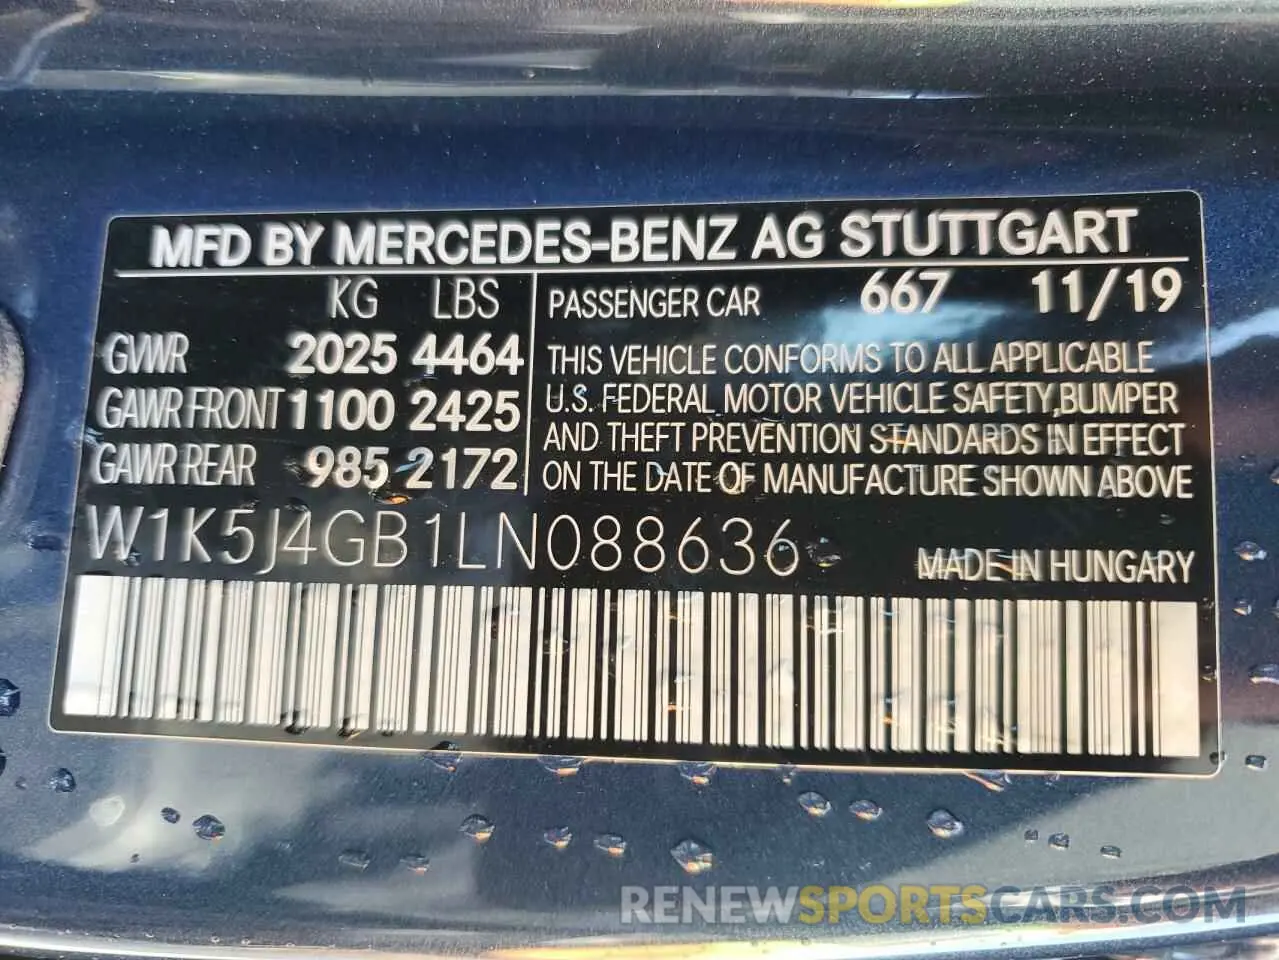 MFD BY MERCEDES-BENZ AG STUTTGART
KG LBS
GVWR 2025 4464
GAWR FRONT 1100 2425
GAWR REAR 985 2172
PASSENGER CAR 667 11/19
THIS VEHICLE CONFORMS TO ALL APPLICABLE
U.S. FEDERAL MOTOR VEHICLE SAFETY,BUMPER
AND THEFT PREVENTION STANDARDS IN EFFECT
ON THE DATE OF MANUFACTURE SHOWN ABOVE
W1K5J4GB1LN088636
MADE IN HUNGARY
RENEWSPORTSCARS.COM